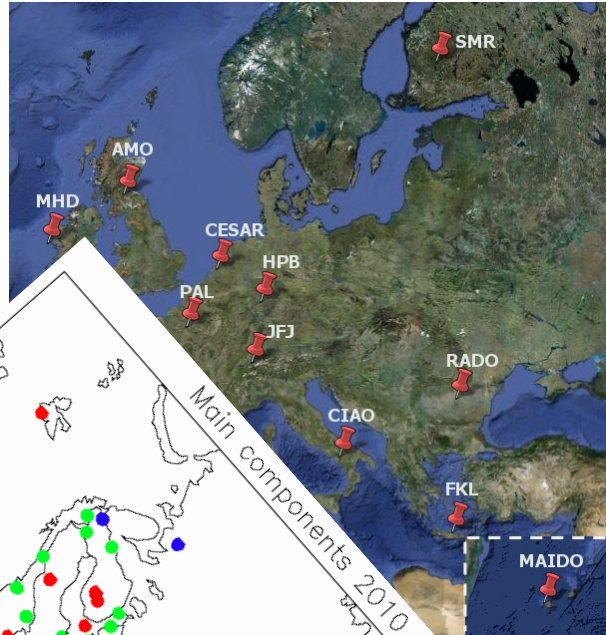 SMR
AMO
MHD
CESAR
HPB
PAL
JFJ
RADO
CIAO
FKL
MAIDO
Main components 2010